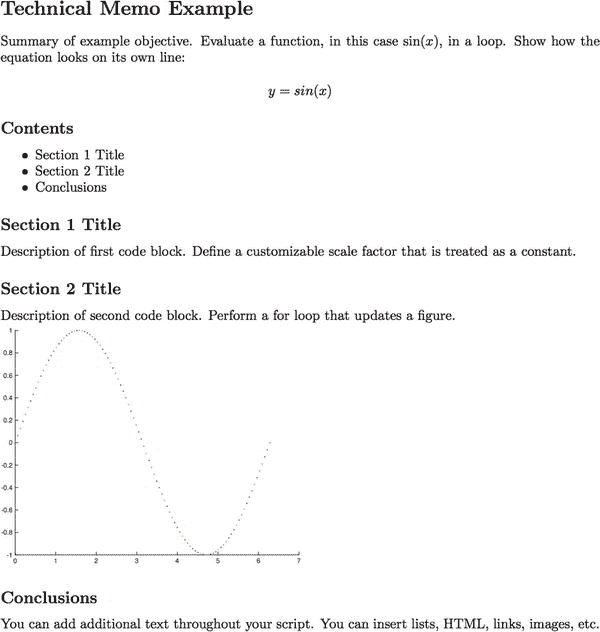 Technical Memo Example
Summary of example objective. Evaluate a function, in this case sin(x), in a loop. Show how the
equation looks on its own line:
y = sin(x)
Contents
• Section 1 Title
• Section 2 Title
• Conclusions
Section 1 Title
Description of first code block. Define a customizable scale factor that is treated as a constant.
Section 2 Title
Description of second code block. Perform a for loop that updates a figure.
1
0.8
0.6
0.4
0.2
0
-0.2
-0.4
-0.6
-0.8
-1
0 1 2 3 4 5 6 7
Conclusions
You can add additional text throughout your script. You can insert lists, HTML, links, images, etc.